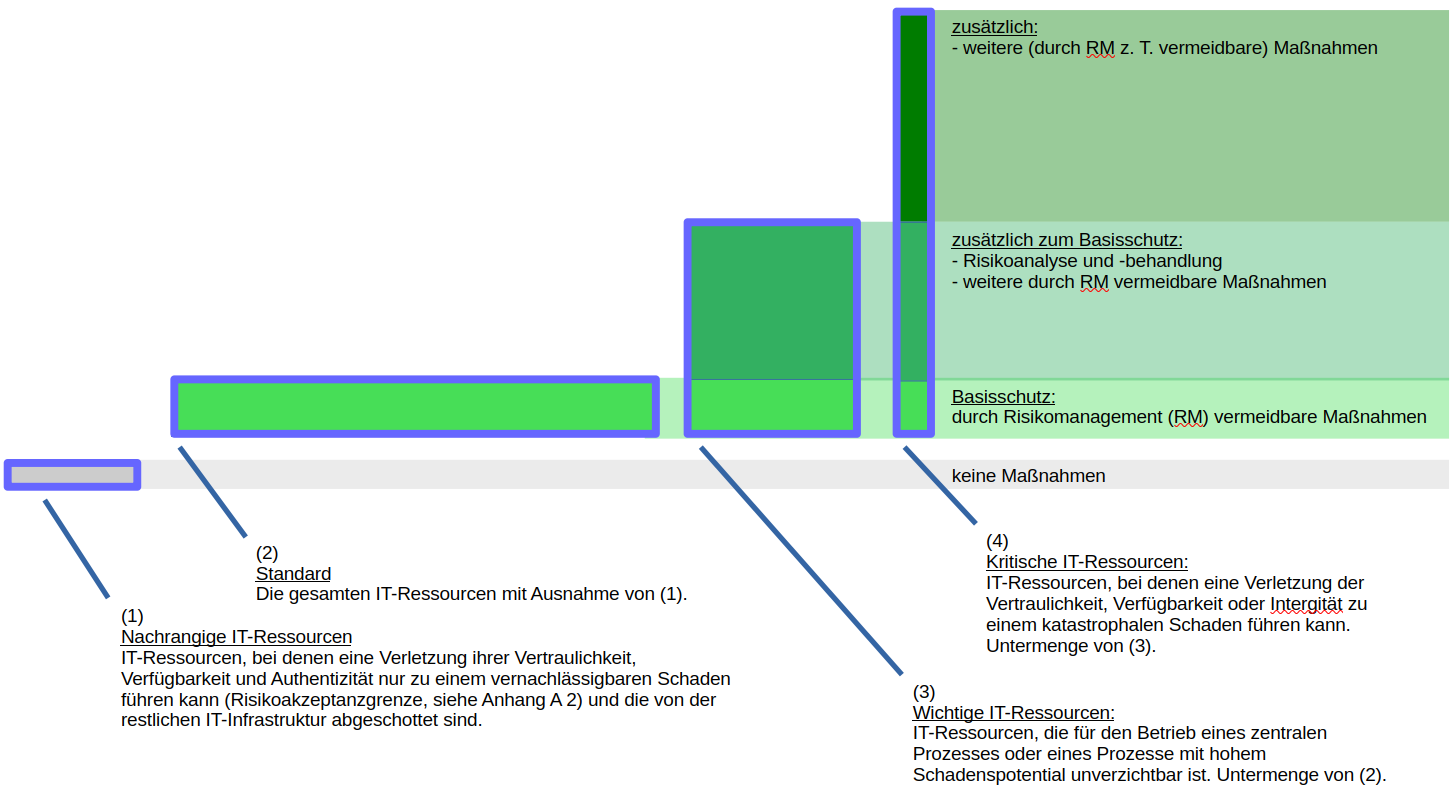 zusätzlich:
- weitere (durch RM z. T. vermeidbare) Maßnahmen
zusätzlich zum Basisschutz:
- Risikoanalyse und -behandlung
- weitere durch RM vermeidbare Maßnahmen
Basisschutz:
durch Risikomanagement (RM) vermeidbare Maßnahmen
keine Maßnahmen
(1)
Nachrangige IT-Ressourcen
IT-Ressourcen, bei denen eine Verletzung ihrer Vertraulichkeit,
Verfügbarkeit und Authentizität nur zu einem vernachlässigbaren Schaden
führen kann (Risikoakzeptanzgrenze, siehe Anhang A 2) und die von der
restlichen IT-Infrastruktur abgeschottet sind.
(2)
Standard
Die gesamten IT-Ressourcen mit Ausnahme von (1).
(3)
Wichtige IT-Ressourcen:
IT-Ressourcen, die für den Betrieb eines zentralen
Prozesses oder eines Prozesse mit hohem
Schadenspotential unverzichtbar ist. Untermenge von (2).
(4)
Kritische IT-Ressourcen:
IT-Ressourcen, bei denen eine Verletzung der
Vertraulichkeit, Verfügbarkeit oder Intergität zu
einem katastrophalen Schaden führen kann.
Untermenge von (3).